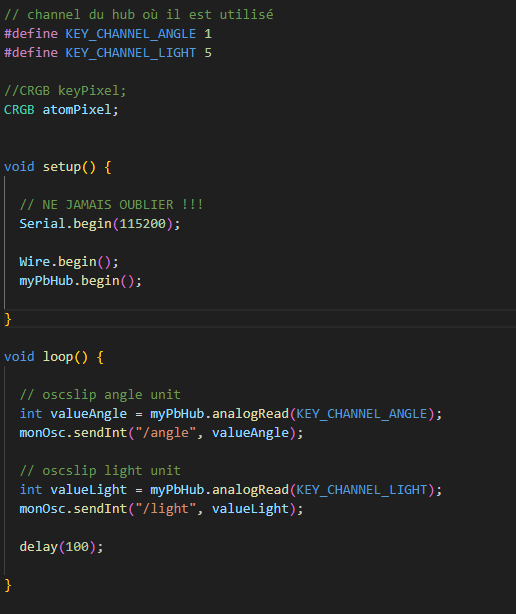 // channel du hub où il est utilisé
#define KEY_CHANNEL_ANGLE 1
#define KEY_CHANNEL_LIGHT 5
//CRGB keyPixel;
CRGB atomPixel;
void setup() {
// NE JAMAIS OUBLIER !!!
Serial.begin(115200);
Wire.begin();
myPbHub.begin();
}
void loop() {
// oscslip angle unit
int valueAngle = myPbHub.analogRead(KEY_CHANNEL_ANGLE);
monOsc.sendInt("/angle", valueAngle);
// oscslip light unit
int valueLight = myPbHub.analogRead(KEY_CHANNEL_LIGHT);
monOsc.sendInt("/light", valueLight);
delay(100);
}